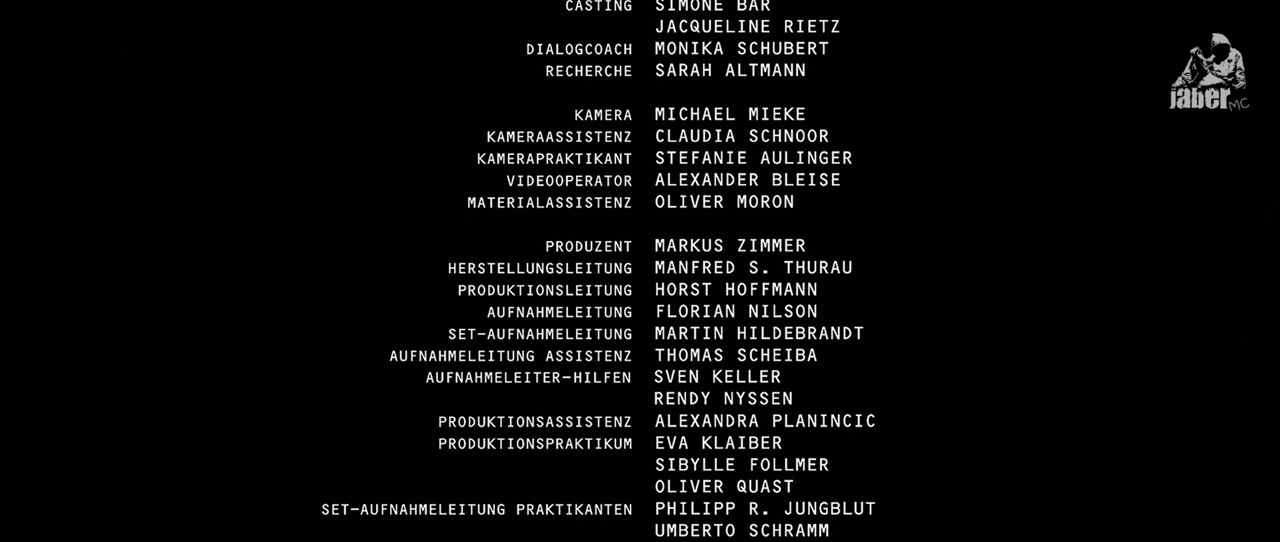 CASTING SIMONE BÄR
JACQUELINE RIETZ
DIALOGCOACH MONIKA SCHUBERT
RECHERCHE SARAH ALTMANN
KAMERA MICHAEL MIEKE
KAMERAASSISTENZ CLAUDIA SCHNOOR
KAMERAPRAKTIKANT STEFANIE AULINGER
VIDEOOPERATOR ALEXANDER BLEISE
MATERIALASSISTENZ OLIVER MORON
PRODUZENT MARKUS ZIMMER
HERSTELLUNGSLEITUNG MANFRED S. THURAU
PRODUKTIONSLEITUNG HORST HOFFMANN
AUFNAHMELEITUNG FLORIAN NILSON
SET-AUFNAHMELEITUNG MARTIN HILDEBRANDT
AUFNAHMELEITUNG ASSISTENZ THOMAS SCHEIBA
AUFNAHMELEITER-HILFEN SVEN KELLER
RENDY NYSSEN
PRODUKTIONSASSISTENZ ALEXANDRA PLANINCIC
PRODUKTIONSPRAKTIKUM EVA KLAIBER
SIBYLLE FOLLMER
OLIVER QUAST
SET-AUFNAHMELEITUNG PRAKTIKANTEN PHILIPP R. JUNGBLUT
UMBERTO SCHRAMM
jaber MC